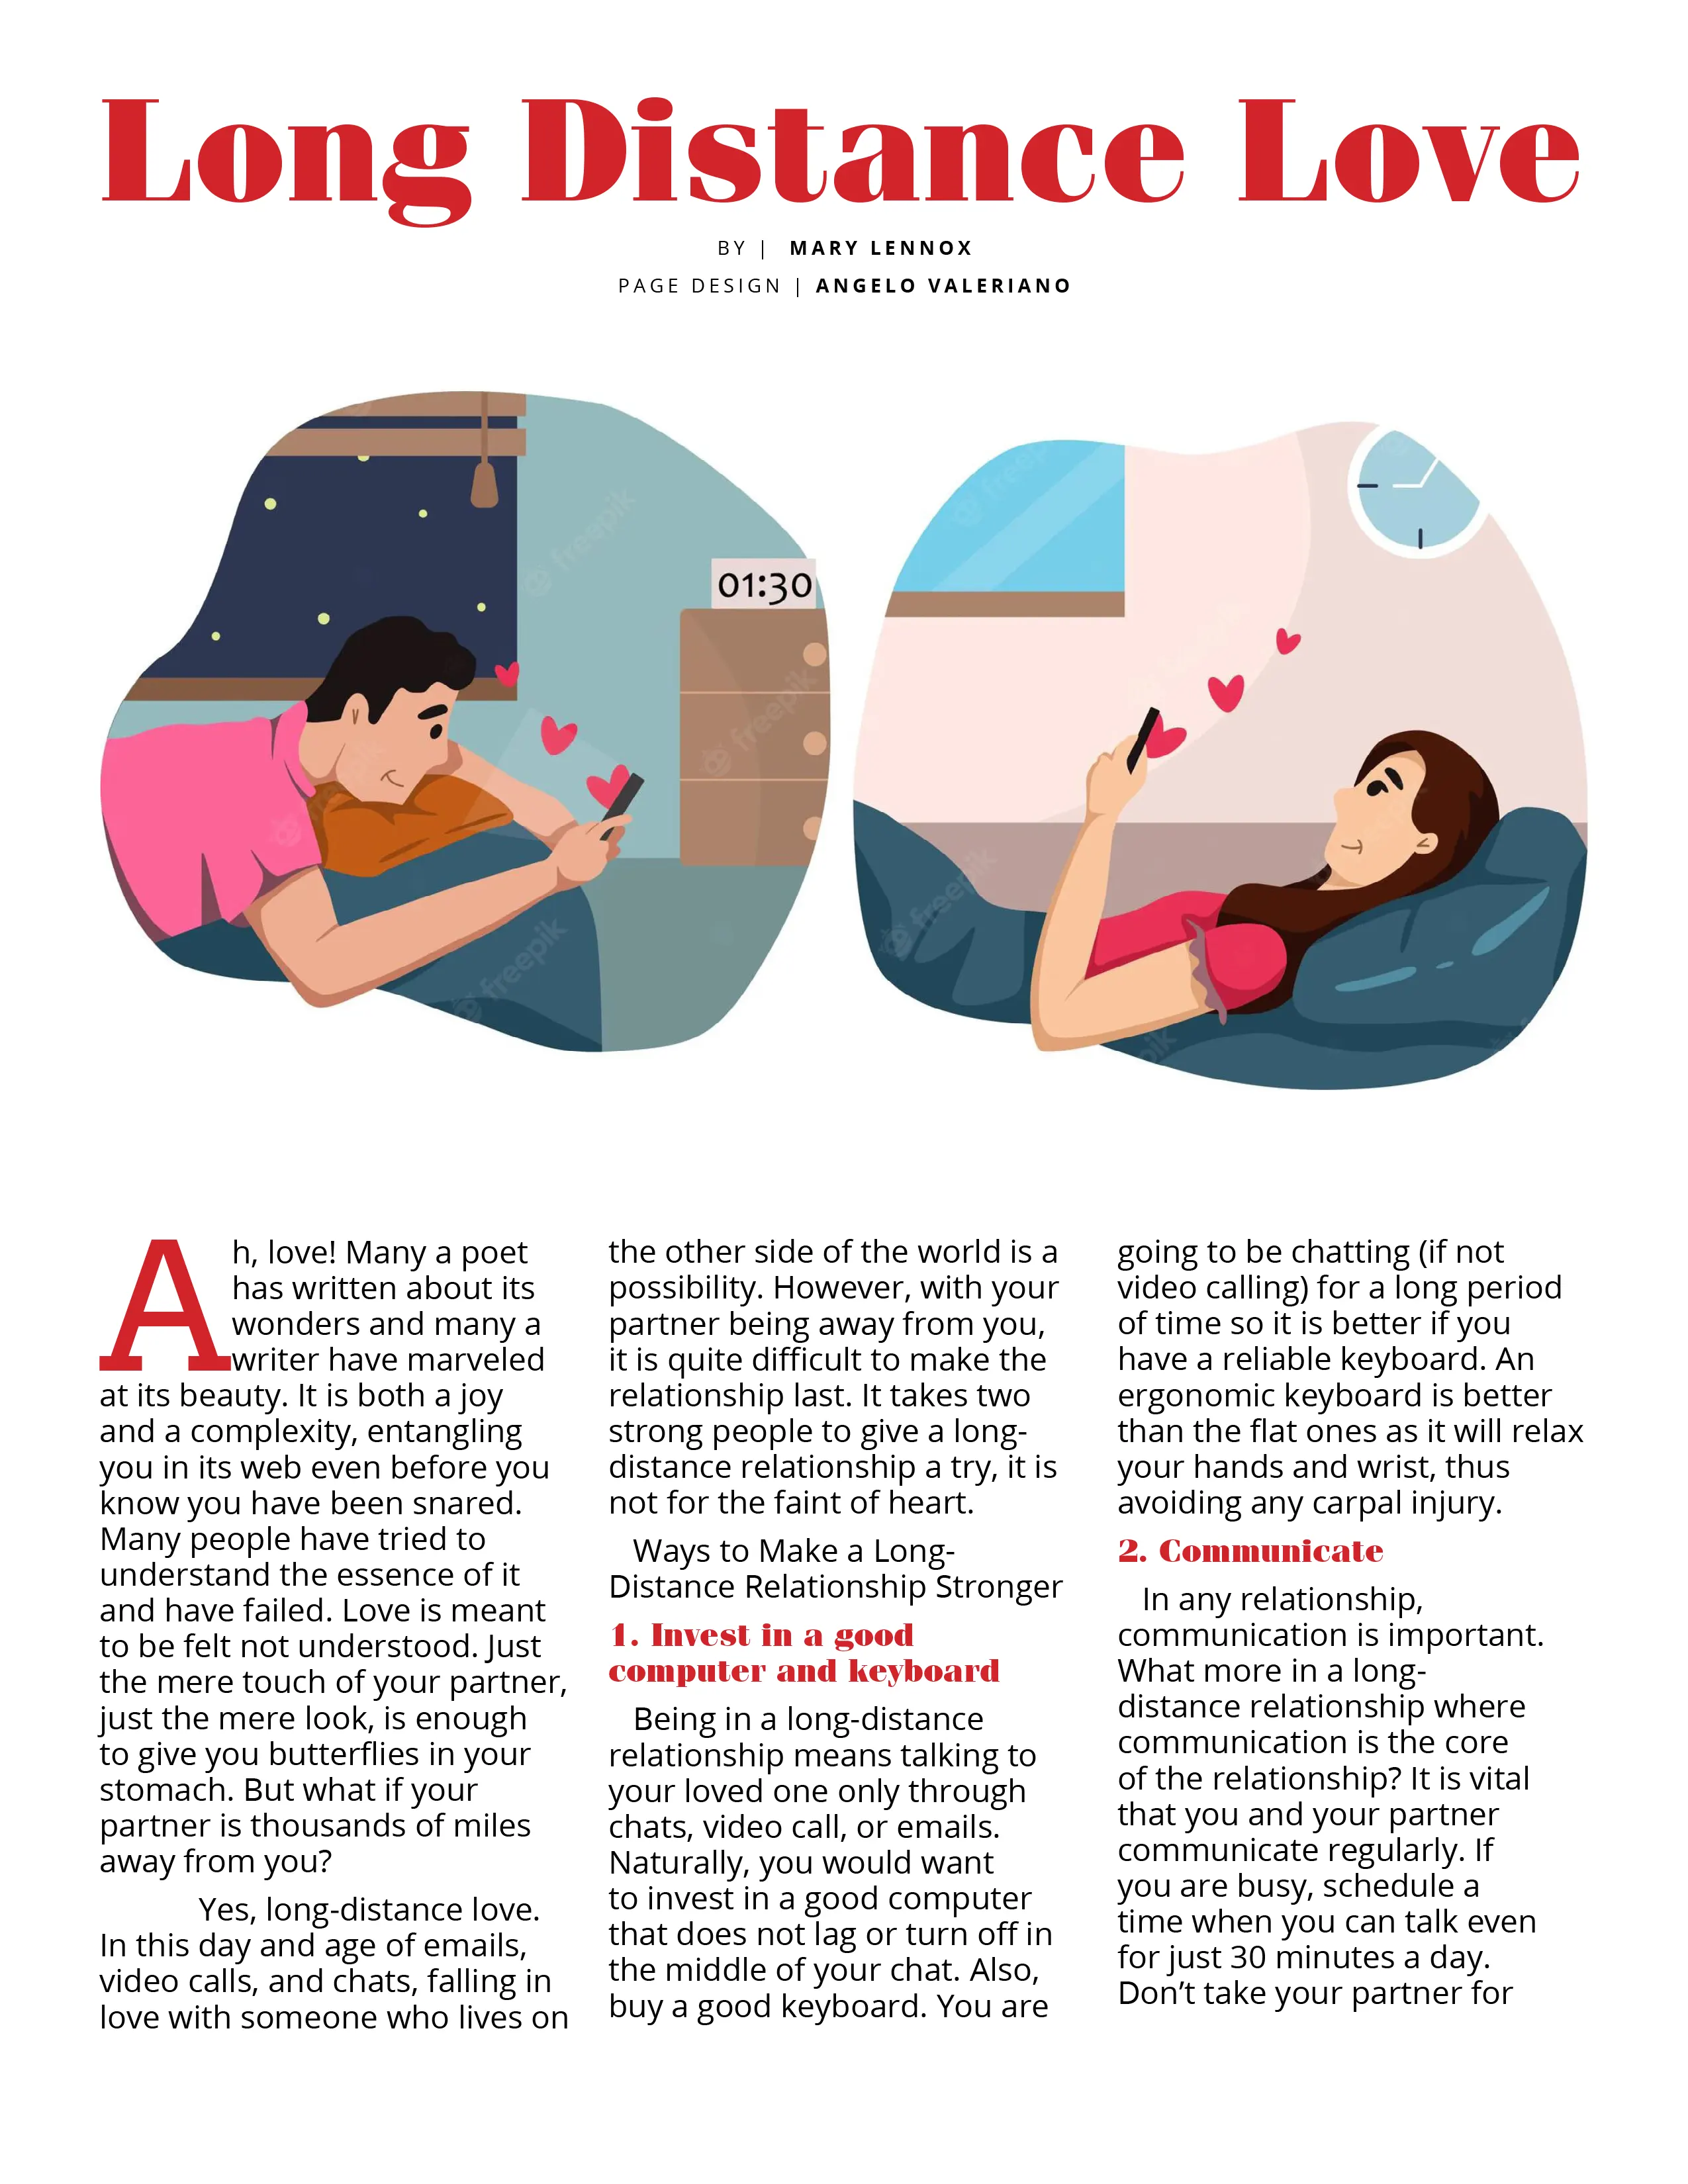 Long Distance Love
BY | MARY LENNOX
PAGE DESIGN | ANGELO VALERIANO
freepik
freepik
01:30
freepik
freepik
freepik
Ah, love! Many a poet
has written about its
wonders and many a
writer have marveled
at its beauty. It is both a joy
and a complexity, entangling
you in its web even before you
know you have been snared.
Many people have tried to
understand the essence of it
and have failed. Love is meant
to be felt not understood. Just
the mere touch of your partner,
just the mere look, is enough
to give you butterflies in your
stomach. But what if your
partner is thousands of miles
away from you?
Yes, long-distance love.
In this day and age of emails,
video calls, and chats, falling in
love with someone who lives on
the other side of the world is a
possibility. However, with your
partner being away from you,
it is quite difficult to make the
relationship last. It takes two
strong people to give a long-
distance relationship a try, it is
not for the faint of heart.
Ways to Make a Long-
Distance Relationship Stronger
1. Invest in a good
computer and keyboard
Being in a long-distance
relationship means talking to
your loved one only through
chats, video call, or emails.
Naturally, you would want
to invest in a good computer
that does not lag or turn off in
the middle of your chat. Also,
buy a good keyboard. You are
going to be chatting (if not
video calling) for a long period
of time so it is better if you
have a reliable keyboard. An
ergonomic keyboard is better
than the flat ones as it will relax
your hands and wrist, thus
avoiding any carpal injury.
2. Communicate
In any relationship,
communication is important.
What more in a long-
distance relationship where
communication is the core
of the relationship? It is vital
that you and your partner
communicate regularly. If
you are busy, schedule a
time when you can talk even
for just 30 minutes a day.
Don’t take your partner for